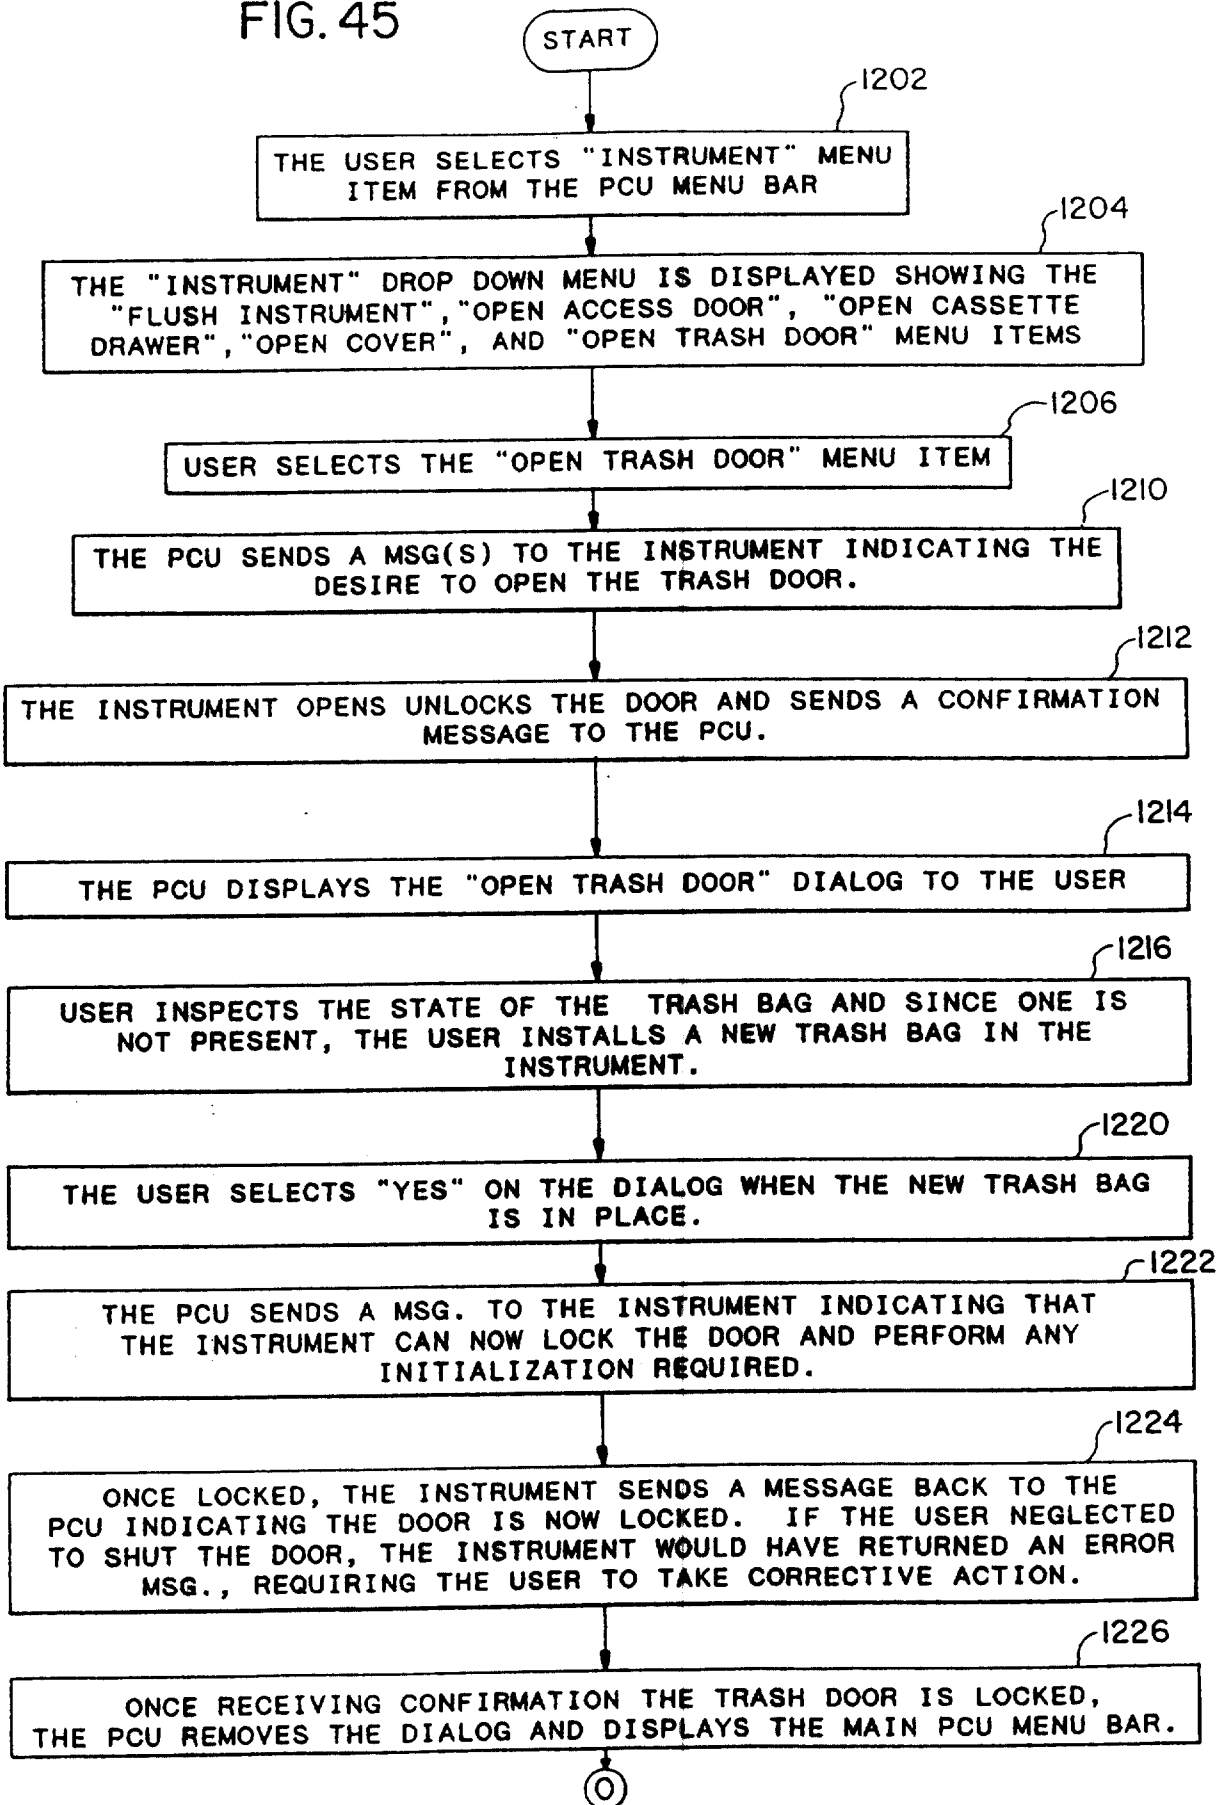 FIG. 45
START
1202
THE USER SELECTS "INSTRUMENT" MENU
ITEM FROM THE PCU MENU BAR
1204
THE "INSTRUMENT" DROP DOWN MENU IS DISPLAYED SHOWING THE
"FLUSH INSTRUMENT", "OPEN ACCESS DOOR", "OPEN CASSETTE
DRAWER", "OPEN COVER", AND "OPEN TRASH DOOR" MENU ITEMS
1206
USER SELECTS THE "OPEN TRASH DOOR" MENU ITEM
1210
THE PCU SENDS A MSG(S) TO THE INSTRUMENT INDICATING THE
DESIRE TO OPEN THE TRASH DOOR.
1212
THE INSTRUMENT OPENS UNLOCKS THE DOOR AND SENDS A CONFIRMATION
MESSAGE TO THE PCU.
1214
THE PCU DISPLAYS THE "OPEN TRASH DOOR" DIALOG TO THE USER
1216
USER INSPECTS THE STATE OF THE TRASH BAG AND SINCE ONE IS
NOT PRESENT, THE USER INSTALLS A NEW TRASH BAG IN THE
INSTRUMENT.
1220
THE USER SELECTS "YES" ON THE DIALOG WHEN THE NEW TRASH BAG
IS IN PLACE.
1222
THE PCU SENDS A MSG. TO THE INSTRUMENT INDICATING THAT
THE INSTRUMENT CAN NOW LOCK THE DOOR AND PERFORM ANY
INITIALIZATION REQUIRED.
1224
ONCE LOCKED, THE INSTRUMENT SENDS A MESSAGE BACK TO THE
PCU INDICATING THE DOOR IS NOW LOCKED. IF THE USER NEGLECTED
TO SHUT THE DOOR, THE INSTRUMENT WOULD HAVE RETURNED AN ERROR
MSG., REQUIRING THE USER TO TAKE CORRECTIVE ACTION.
1226
ONCE RECEIVING CONFIRMATION THE TRASH DOOR IS LOCKED,
THE PCU REMOVES THE DIALOG AND DISPLAYS THE MAIN PCU MENU BAR.
O